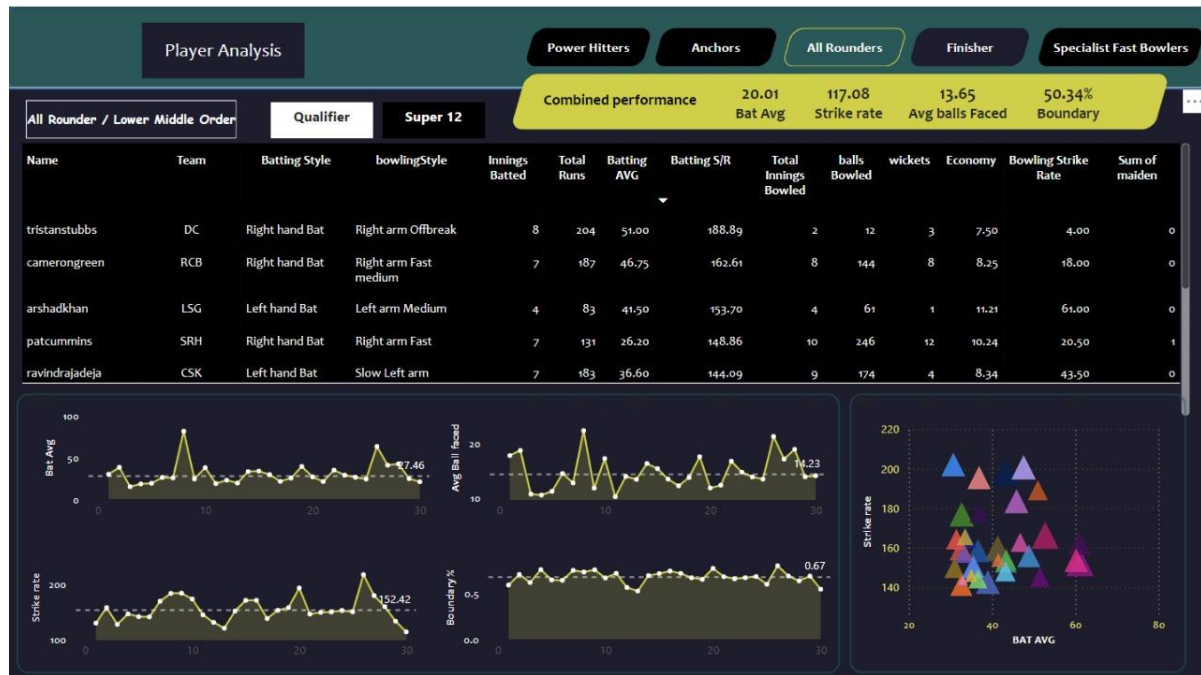 Player Analysis
Power Hitters
Anchors
All Rounders
Finisher
Specialist Fast Bowlers
Combined performance
20.01
Bat Avg
117.08
Strike rate
13.65
Avg balls Faced
50.34%
Boundary
...
All Rounder / Lower Middle Order
Qualifier
Super 12
Name Team Batting Style bowlingStyle Innings Batted Total Runs Batting AVG Batting S/R Total Innings Bowled balls Bowled wickets Economy Bowling Strike Rate Sum of maiden
tristanstubbs DC Right hand Bat Right arm Offbreak 8 204 51.00 188.89 2 12 3 7.50 4.00 0
camerongreen RCB Right hand Bat Right arm Fast medium 7 187 46.75 162.61 8 144 8 8.25 18.00 0
arshadkhan LSG Left hand Bat Left arm Medium 4 83 41.50 153.70 4 61 1 11.21 61.00 0
patcummins SRH Right hand Bat Right arm Fast 7 131 26.20 148.86 10 246 12 10.24 20.50 1
ravindrajadeja CSK Left hand Bat Slow Left arm 7 183 36.60 144.09 9 174 4 8.34 43.50 0
Bat Avg
100
50
0
27.46
0 10 20 30
Avg Ball faced
20
10
14.23
0 10 20 30
Strike rate
200
100
152.42
0 10 20 30
Boundary %
0.5
0.0
0.67
0 10 20 30
Strike rate
220
200
180
160
140
20 40 60 80
BAT AVG